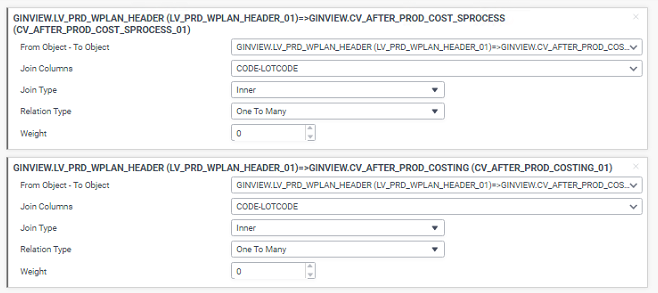 GINVIEW.LV_PRD_WPLAN_HEADER (LV_PRD_WPLAN_HEADER_01)=>GINVIEW.CV_AFTER_PROD_COST_SPROCESS
(CV_AFTER_PROD_COST_SPROCESS_01)
From Object - To Object GINVIEW.LV_PRD_WPLAN_HEADER (LV_PRD_WPLAN_HEADER_01)=>GINVIEW.CV_AFTER_PROD_COS...
Join Columns CODE-LOTCODE
Join Type Inner
Relation Type One To Many
Weight 0
GINVIEW.LV_PRD_WPLAN_HEADER (LV_PRD_WPLAN_HEADER_01)=>GINVIEW.CV_AFTER_PROD_COSTING (CV_AFTER_PROD_COSTING_01)
From Object - To Object GINVIEW.LV_PRD_WPLAN_HEADER (LV_PRD_WPLAN_HEADER_01)=>GINVIEW.CV_AFTER_PROD_COS...
Join Columns CODE-LOTCODE
Join Type Inner
Relation Type One To Many
Weight 0